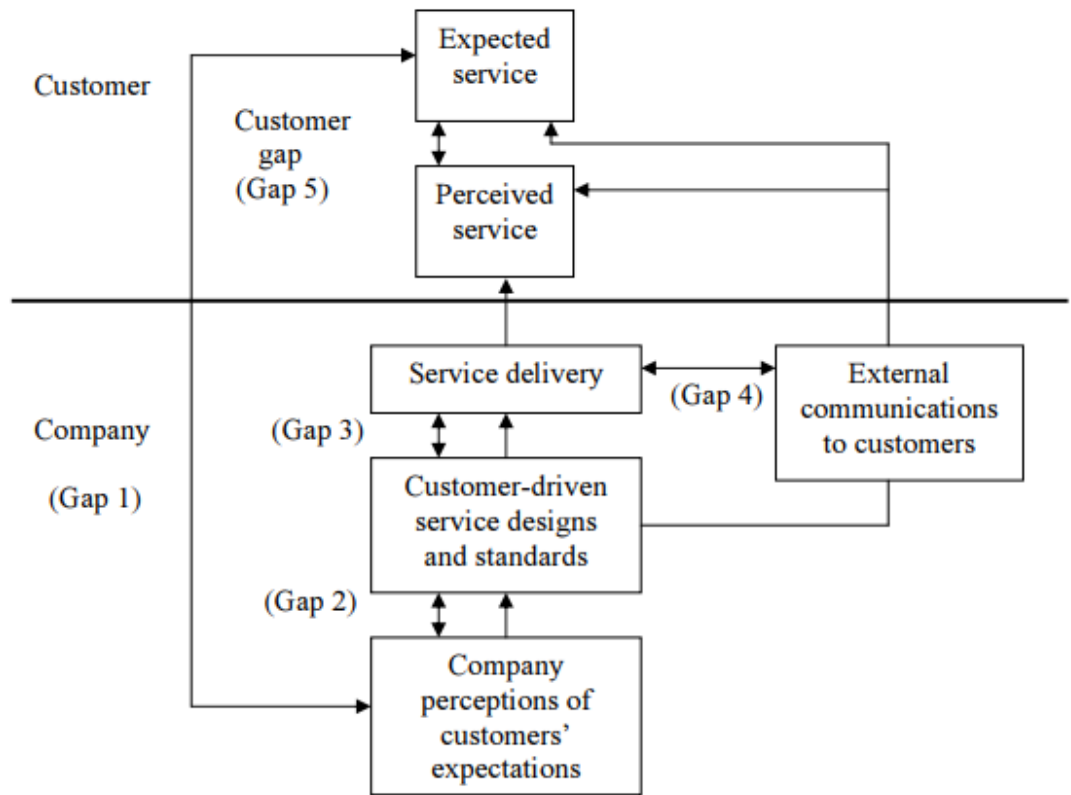 Expected
service
Customer
Customer
gap
(Gap 5)
Perceived
service
Service delivery
(Gap 4)
External
communications
to customers
Company
(Gap 3)
(Gap 1)
Customer-driven
service designs
and standards
(Gap 2)
Company
perceptions of
customers’
expectations